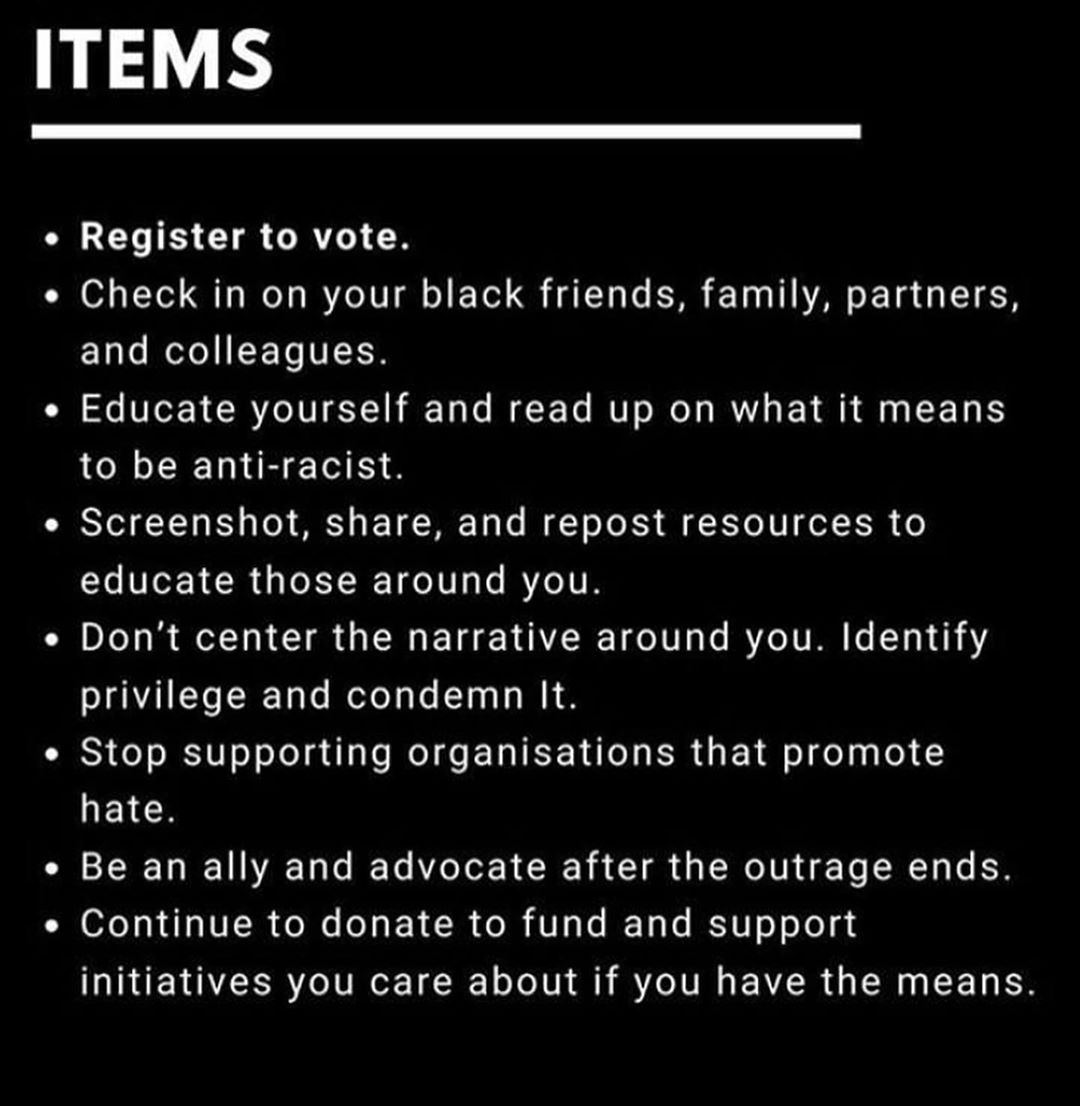 ITEMS
• Register to vote.
• Check in on your black friends, family, partners,
and colleagues.
• Educate yourself and read up on what it means
to be anti-racist.
• Screenshot, share, and repost resources to
educate those around you.
• Don’t center the narrative around you. Identify
privilege and condemn It.
• Stop supporting organisations that promote
hate.
• Be an ally and advocate after the outrage ends.
• Continue to donate to fund and support
initiatives you care about if you have the means.